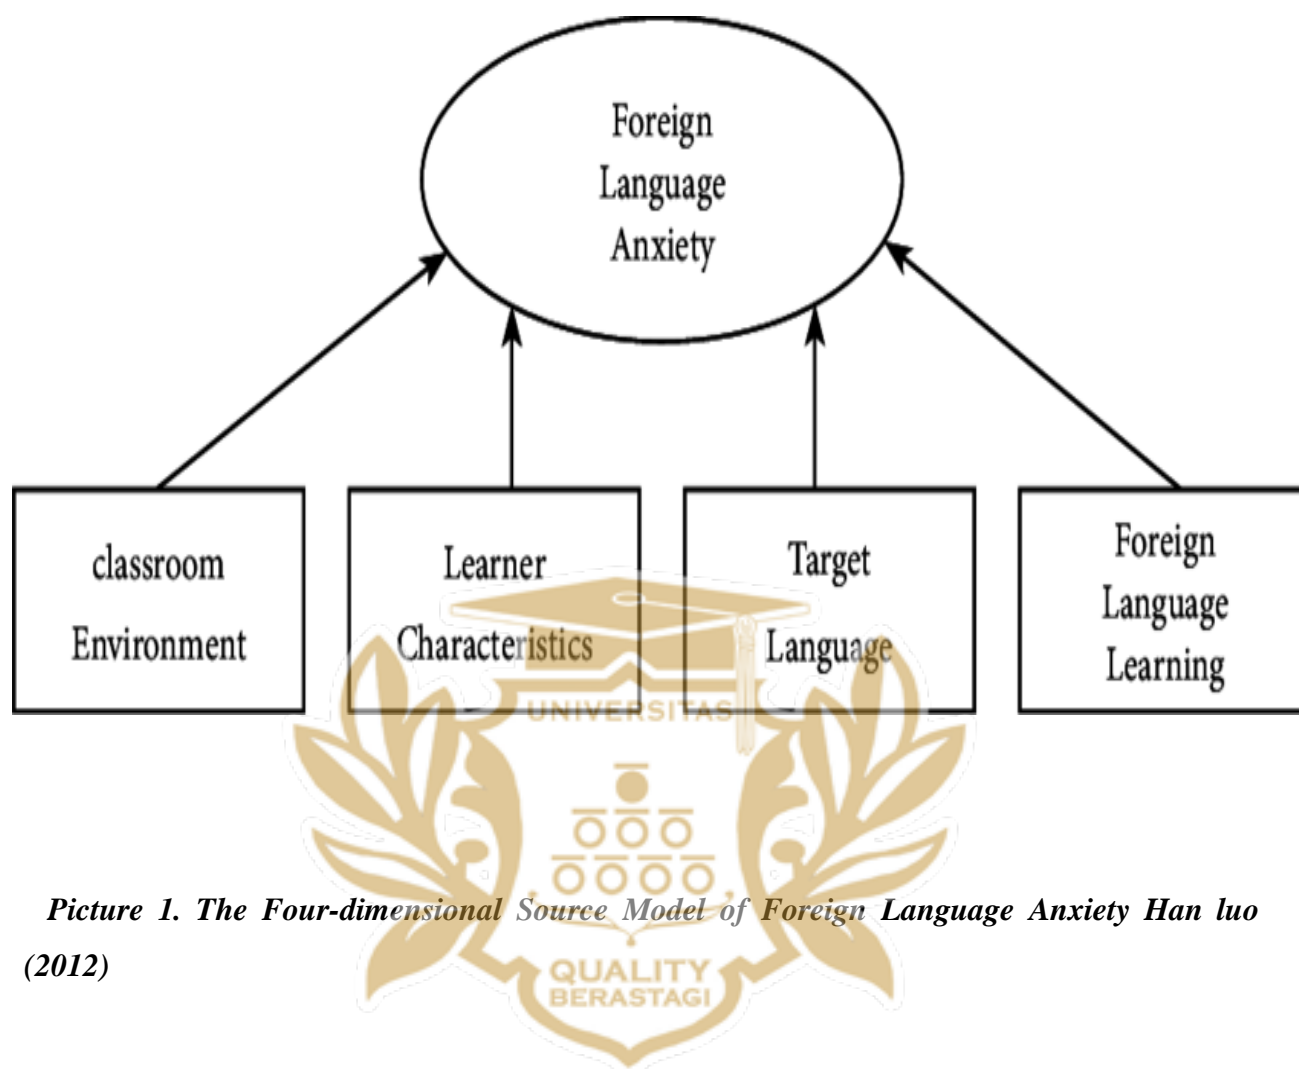 Foreign
Language
Anxiety
classroom
Environment
Learner
Characteristics
Target
Language
Foreign
Language
Learning
UNIVERSITAS
Picture 1. The Four-dimensional Source Model of Foreign Language Anxiety Han luo
(2012)
QUALITY
BERASTAGI